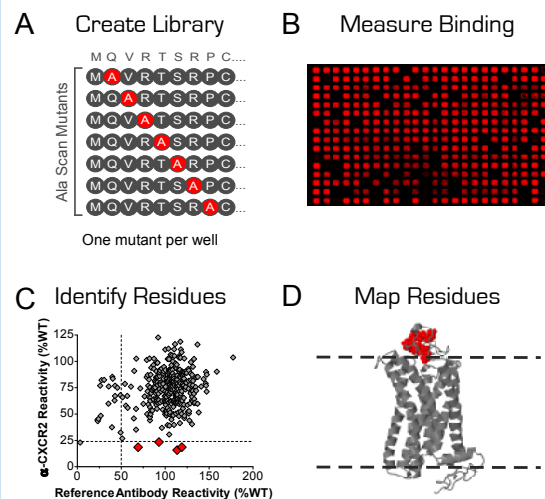 A Create Library
M Q V R T S R P C....
M A V R T S R P C ...
M Q A R T S R P C ...
M Q V A T S R P C ...
M Q V R A S R P C ...
M Q V R T A R P C ...
M Q V R T S A P C ...
M Q V R T S R A C ...
Ala Scan Mutants
One mutant per well
B Measure Binding
C Identify Residues
α-CXCR2 Reactivity (%WT)
125
100
75
50
25
0
0 50 100 150 200
Reference Antibody Reactivity (%WT)
D Map Residues